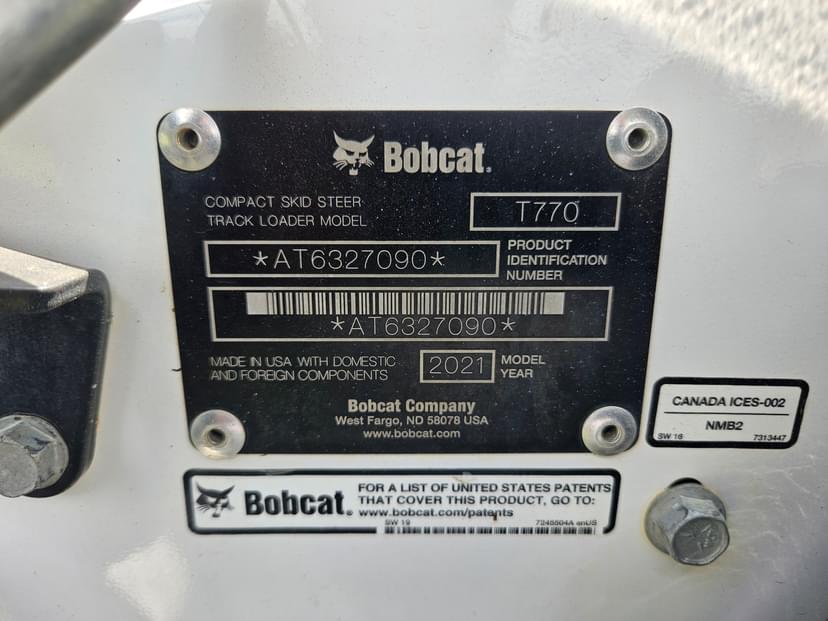 Bobcat®
COMPACT SKID STEER
TRACK LOADER MODEL
T770
*AT6327090*
PRODUCT
IDENTIFICATION
NUMBER
*AT6327090*
MADE IN USA WITH DOMESTIC
AND FOREIGN COMPONENTS
2021
MODEL
YEAR
Bobcat Company
West Fargo, ND 58078 USA
www.bobcat.com
CANADA ICES-002
NMB2
SW 16 7313447
Bobcat®
FOR A LIST OF UNITED STATES PATENTS
THAT COVER THIS PRODUCT, GO TO:
www.bobcat.com/patents
SW 19 7245504A enUS